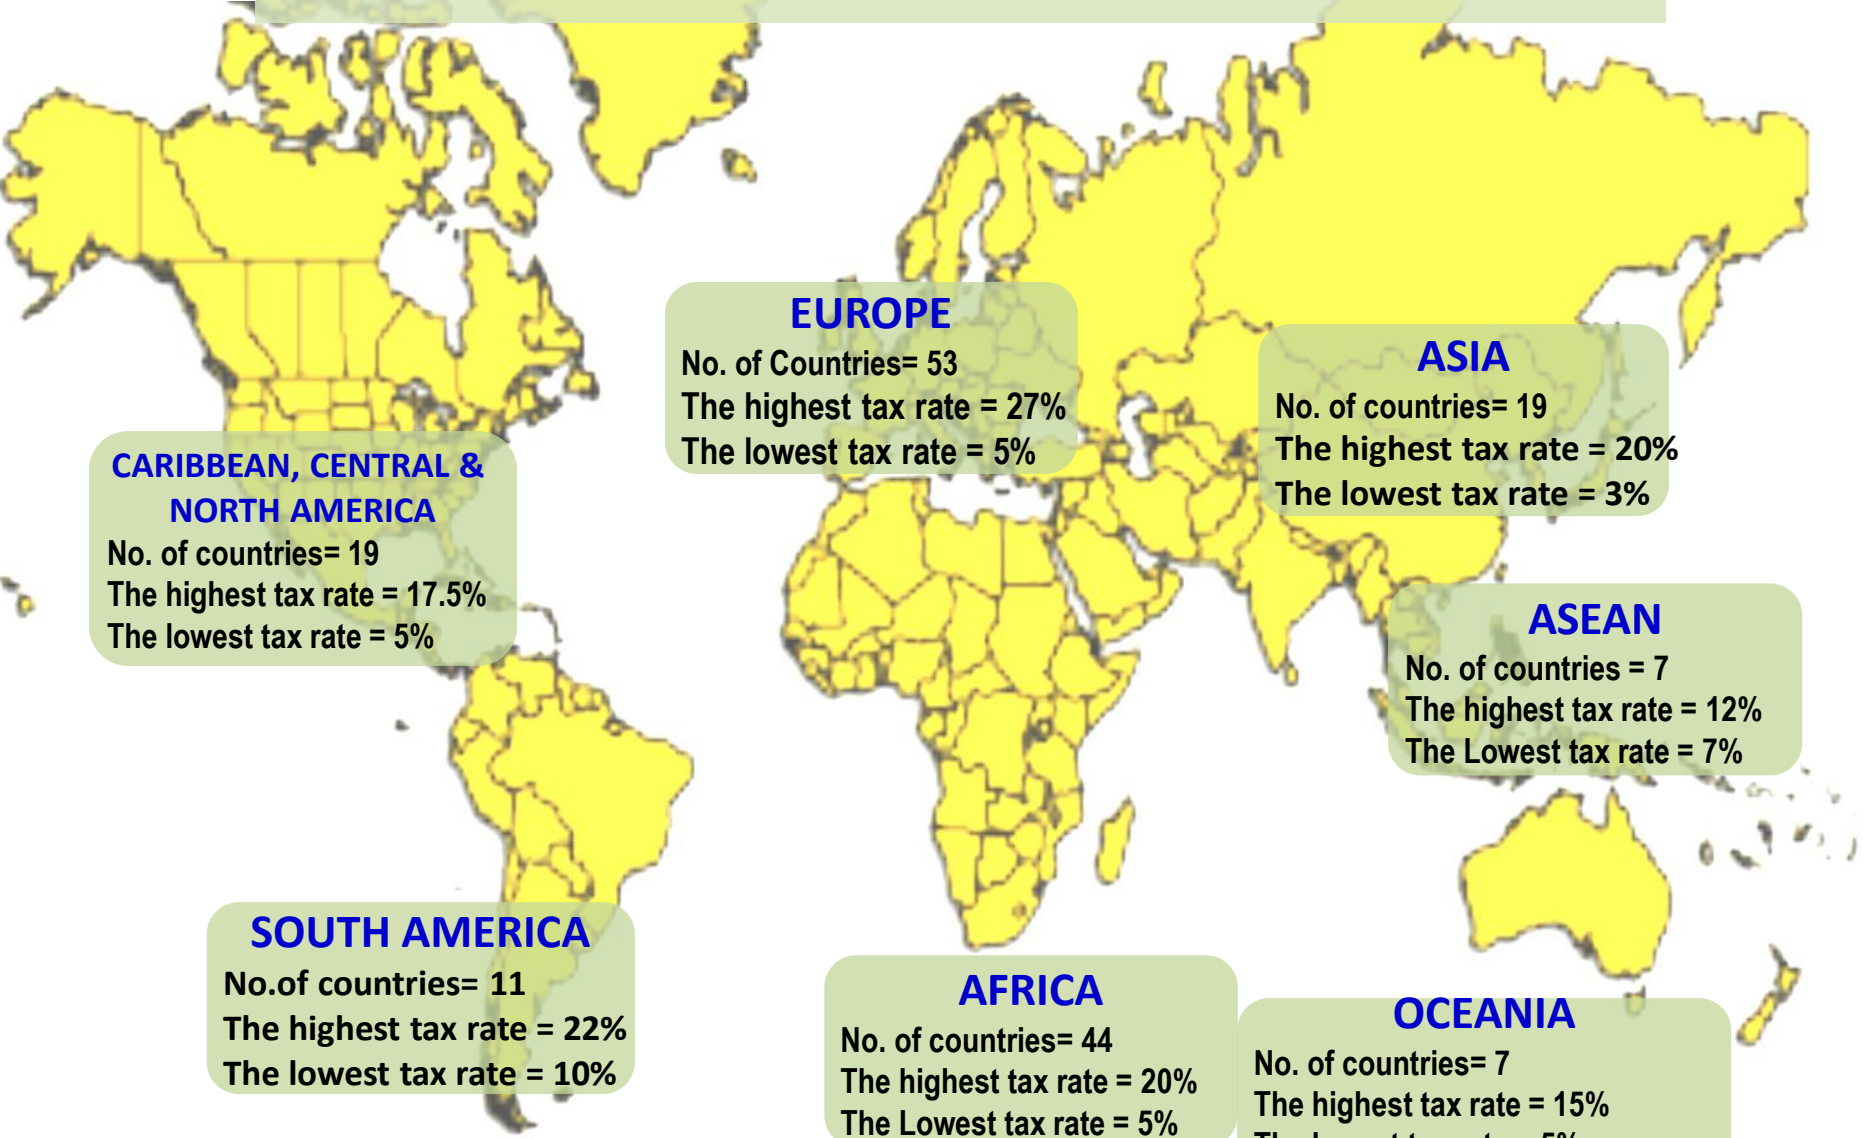 EUROPE
No. of Countries= 53
The highest tax rate = 27%
The lowest tax rate = 5%
ASIA
No. of countries= 19
The highest tax rate = 20%
The lowest tax rate = 3%
CARIBBEAN, CENTRAL &
NORTH AMERICA
No. of countries= 19
The highest tax rate = 17.5%
The lowest tax rate = 5%
ASEAN
No. of countries = 7
The highest tax rate = 12%
The Lowest tax rate = 7%
SOUTH AMERICA
No.of countries= 11
The highest tax rate = 22%
The lowest tax rate = 10%
AFRICA
No. of countries= 44
The highest tax rate = 20%
The Lowest tax rate = 5%
OCEANIA
No. of countries= 7
The highest tax rate = 15%